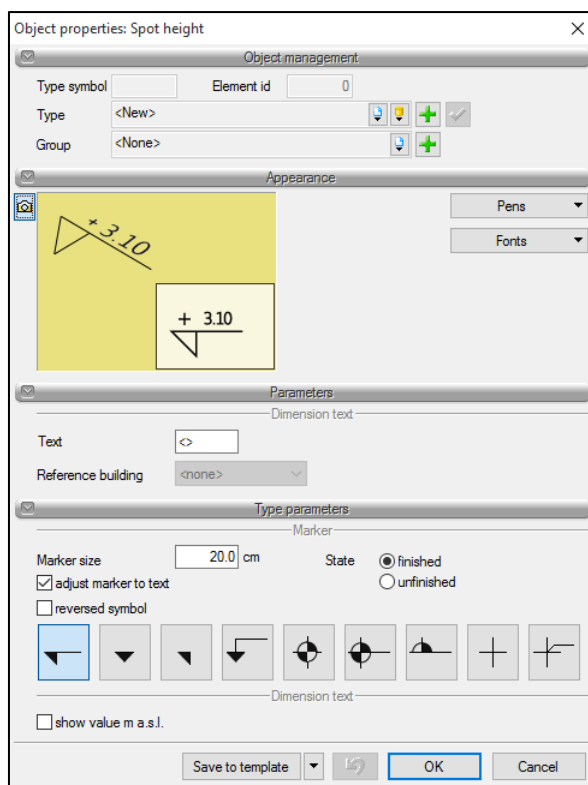 Object properties: Spot height
Object management
Type symbol Element id 0
Type <New>
Group <None>
Appearance
Pens
Fonts
+ 3.10
+ 3.10
Parameters
Dimension text
Text <>
Reference building <none>
Type parameters
Marker
Marker size 20.0 cm State finished
adjust marker to text unfinished
reversed symbol
Dimension text
show value m a.s.l.
Save to template OK Cancel